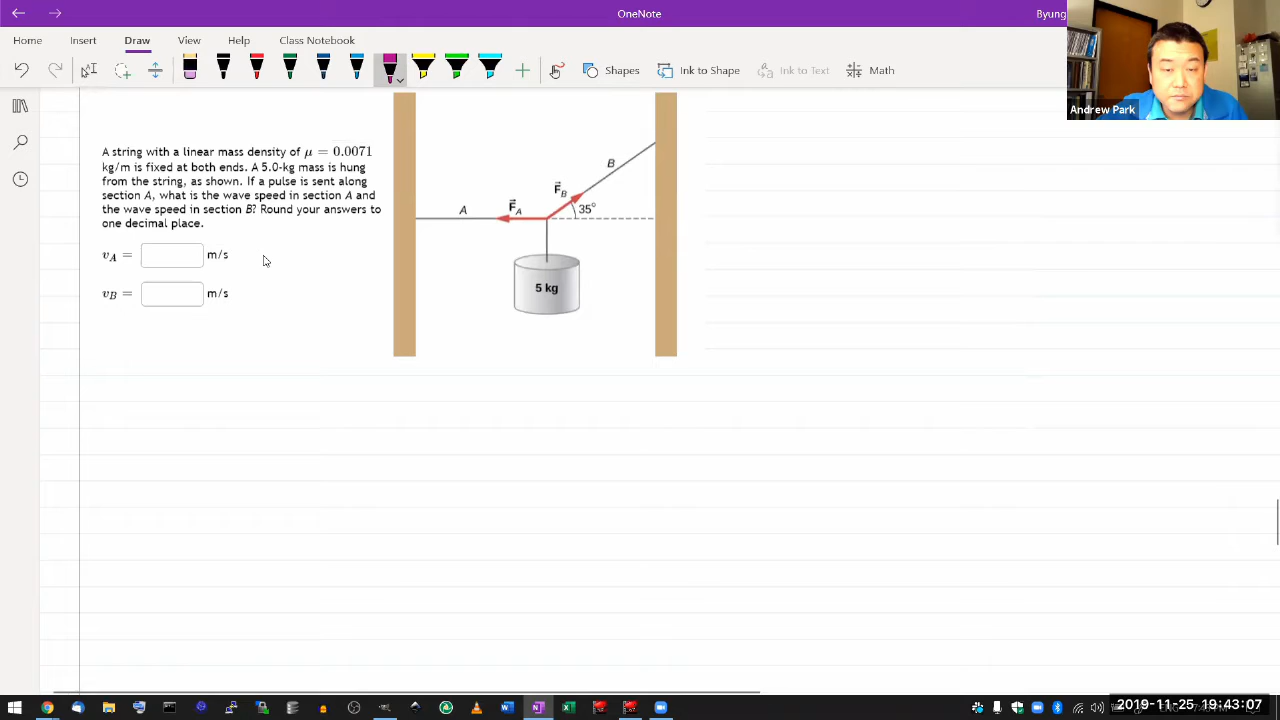 OneNote
Byung
Home Insert Draw View Help Class Notebook
Shapes Ink to Shape Ink to Text Math
Andrew Park
A string with a linear mass density of μ = 0.0071
kg/m is fixed at both ends. A 5.0-kg mass is hung
from the string, as shown. If a pulse is sent along
section A, what is the wave speed in section A and
the wave speed in section B? Round your answers to
one decimal place.
v_A = m/s
v_B = m/s
B
F⃗_B
35°
A
F⃗_A
5 kg
2019-11-25 19:43:07